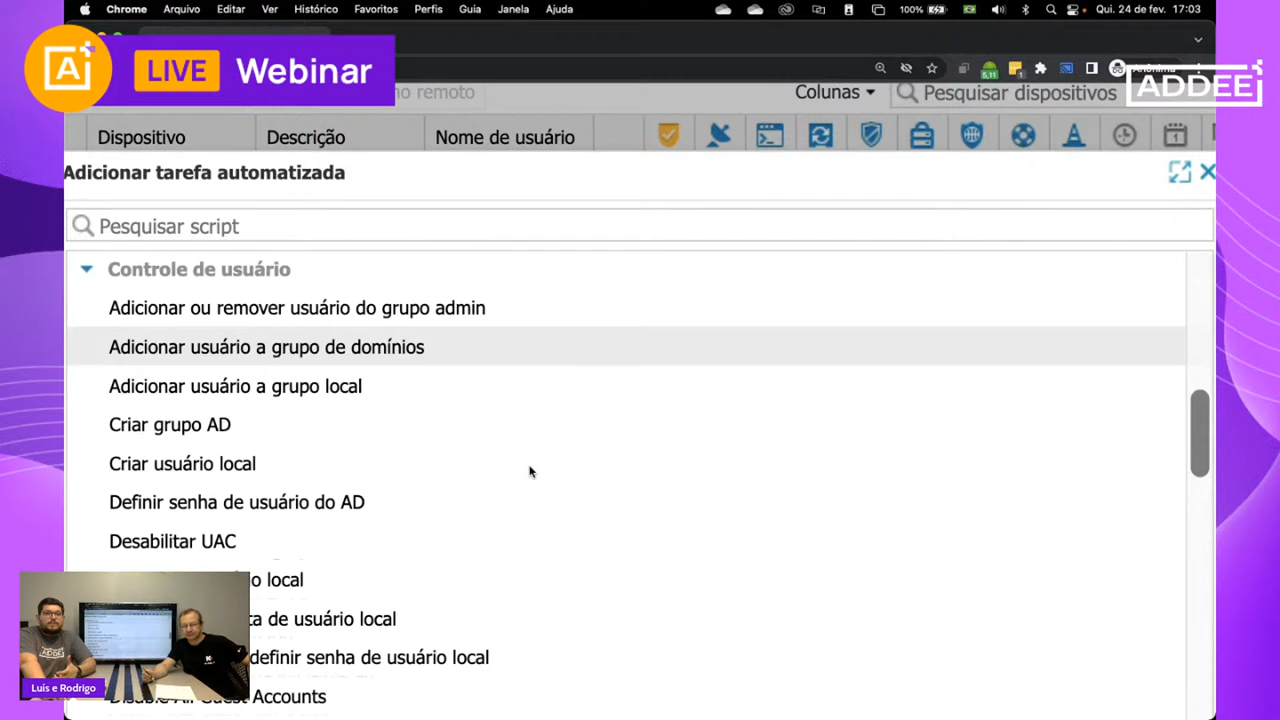 Chrome Arquivo Editar Ver Histórico Favoritos Perfis Guia Janela Ajuda 100% Qui. 24 de fev. 17:03
LIVE Webinar
ADDEE
remoto Colunas Pesquisar dispositivos
Dispositivo Descrição Nome de usuário
Adicionar tarefa automatizada
Pesquisar script
Controle de usuário
Adicionar ou remover usuário do grupo admin
Adicionar usuário a grupo de domínios
Adicionar usuário a grupo local
Criar grupo AD
Criar usuário local
Definir senha de usuário do AD
Desabilitar UAC
local
de usuário local
definir senha de usuário local
Accounts
ADDEE
Luis e Rodrigo